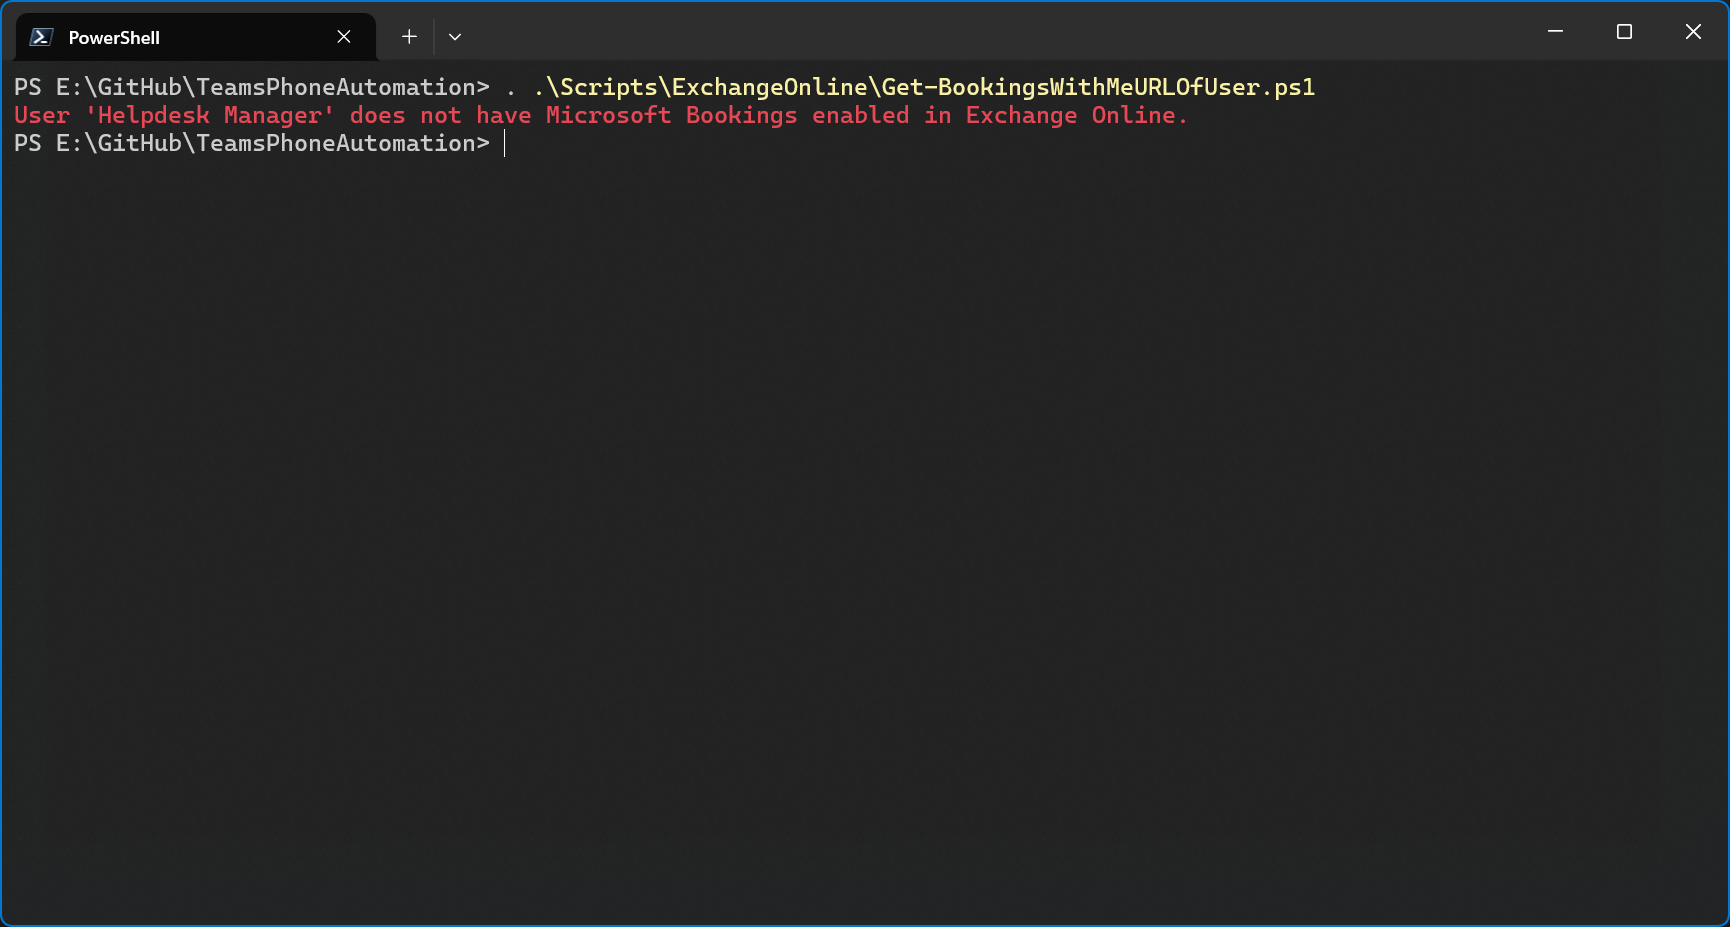 PowerShell
PS E:\GitHub\TeamsPhoneAutomation> . .\Scripts\ExchangeOnline\Get-BookingsWithMeURLOfUser.ps1
User 'Helpdesk Manager' does not have Microsoft Bookings enabled in Exchange Online.
PS E:\GitHub\TeamsPhoneAutomation>